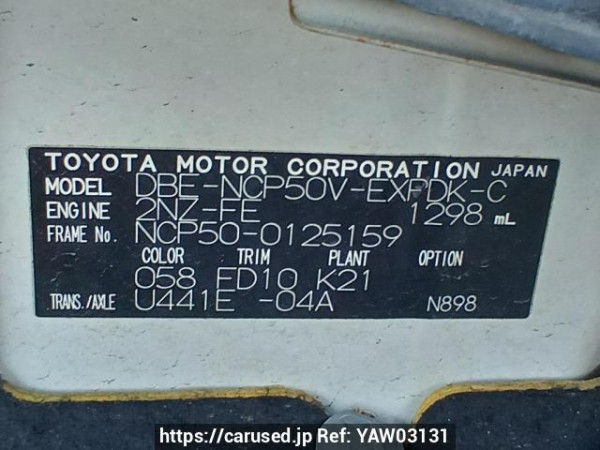 TOYOTA MOTOR CORPORATION JAPAN
MODEL DBE-NCP50V-EXPDK-C
ENGINE 2NZ-FE 1298 mL
FRAME No. NCP50-0125159
COLOR TRIM PLANT OPTION
058 FD10 K21
TRANS./AXLE U441E -04A N898
https://carused.jp Ref: YAW03131